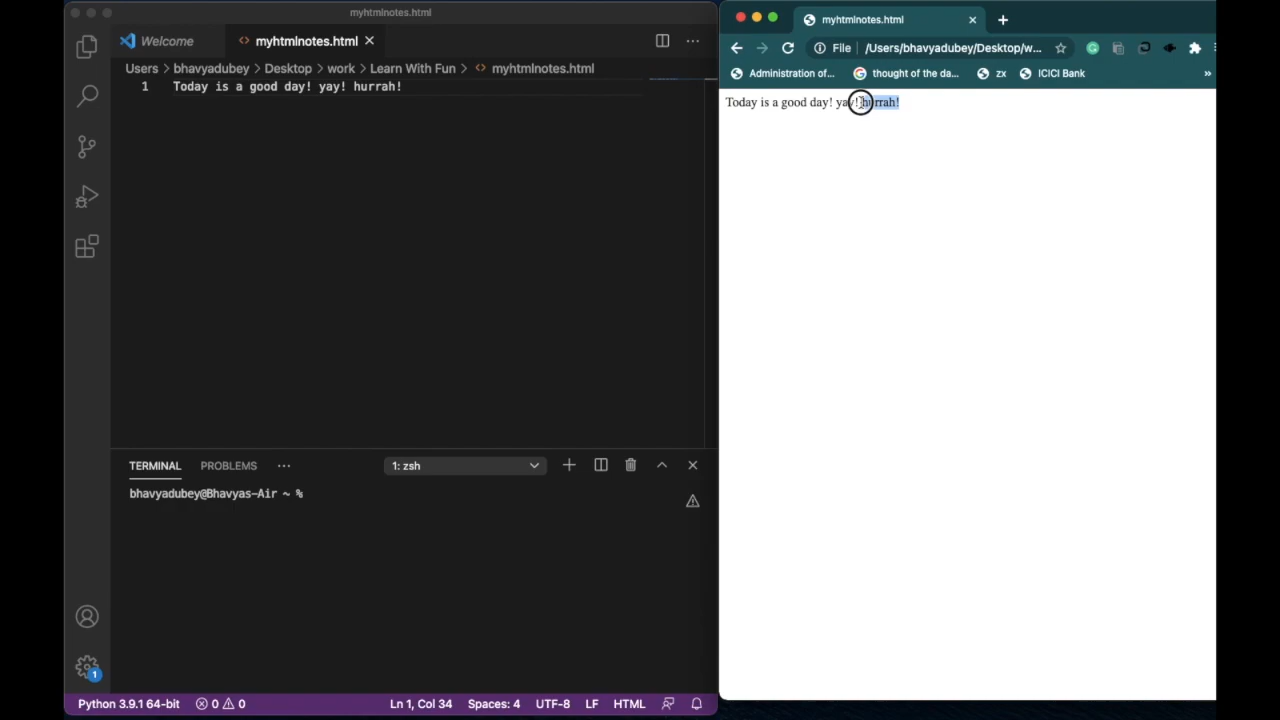 myhtmlnotes.html
Welcome
<> myhtmlnotes.html ×
Users > bhavyadubey > Desktop > work > Learn With Fun > <> myhtmlnotes.html
1 Today is a good day! yay! hurrah!
TERMINAL PROBLEMS ...
1: zsh
bhavyadubey@Bhavyas-Air ~ %
1
Python 3.9.1 64-bit 0 0 Ln 1, Col 34 Spaces: 4 UTF-8 LF HTML
myhtmlnotes.html
File /Users/bhavyadubey/Desktop/w...
Administration of... thought of the da... zx ICICI Bank »
Today is a good day! yay! hurrah!